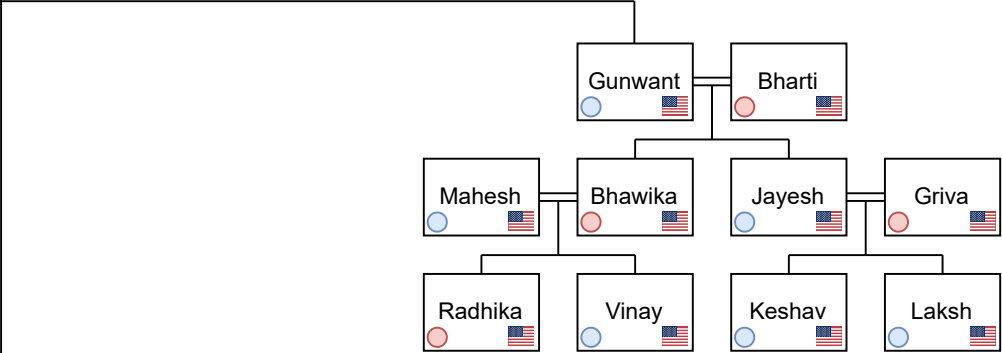 Gunwant
Bharti
Mahesh
Bhawika
Jayesh
Griva
Radhika
Vinay
Keshav
Laksh